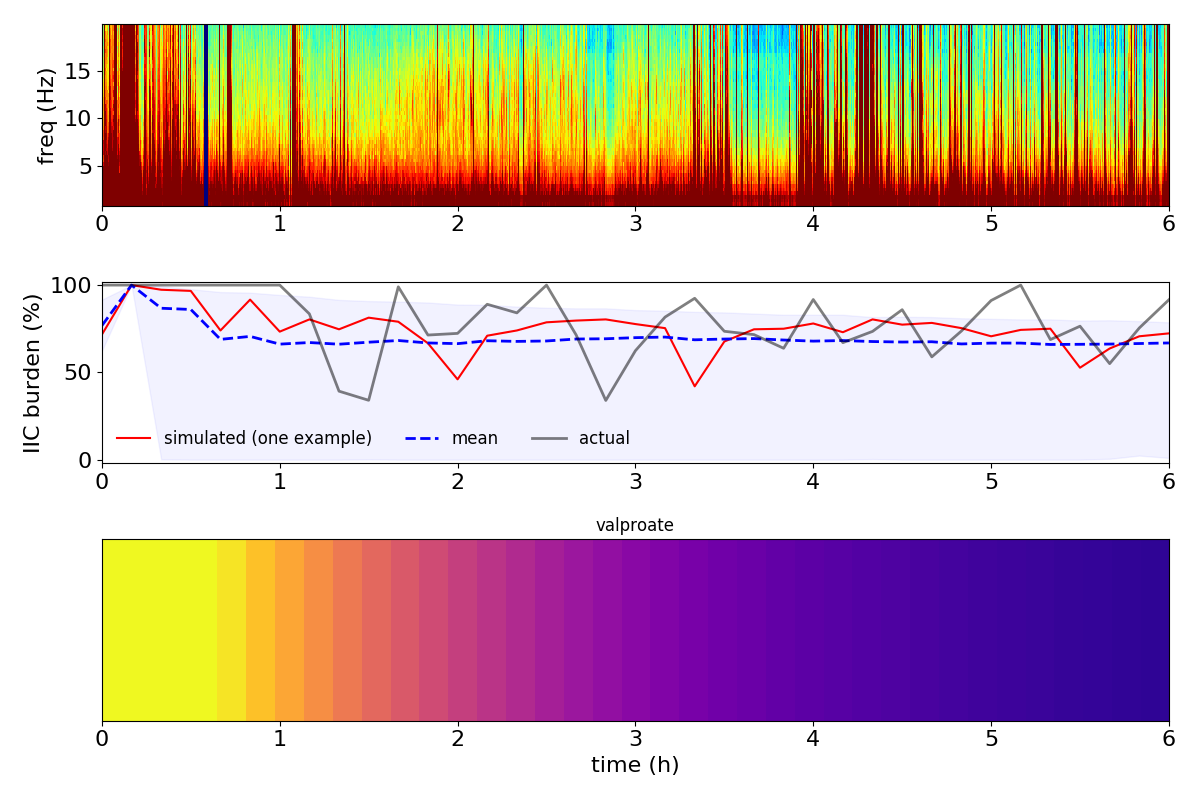 freq (Hz)
15
10
5
0 1 2 3 4 5 6
IIC burden (%)
100
50
0
simulated (one example) mean actual
0 1 2 3 4 5 6
valproate
0 1 2 3 4 5 6
time (h)